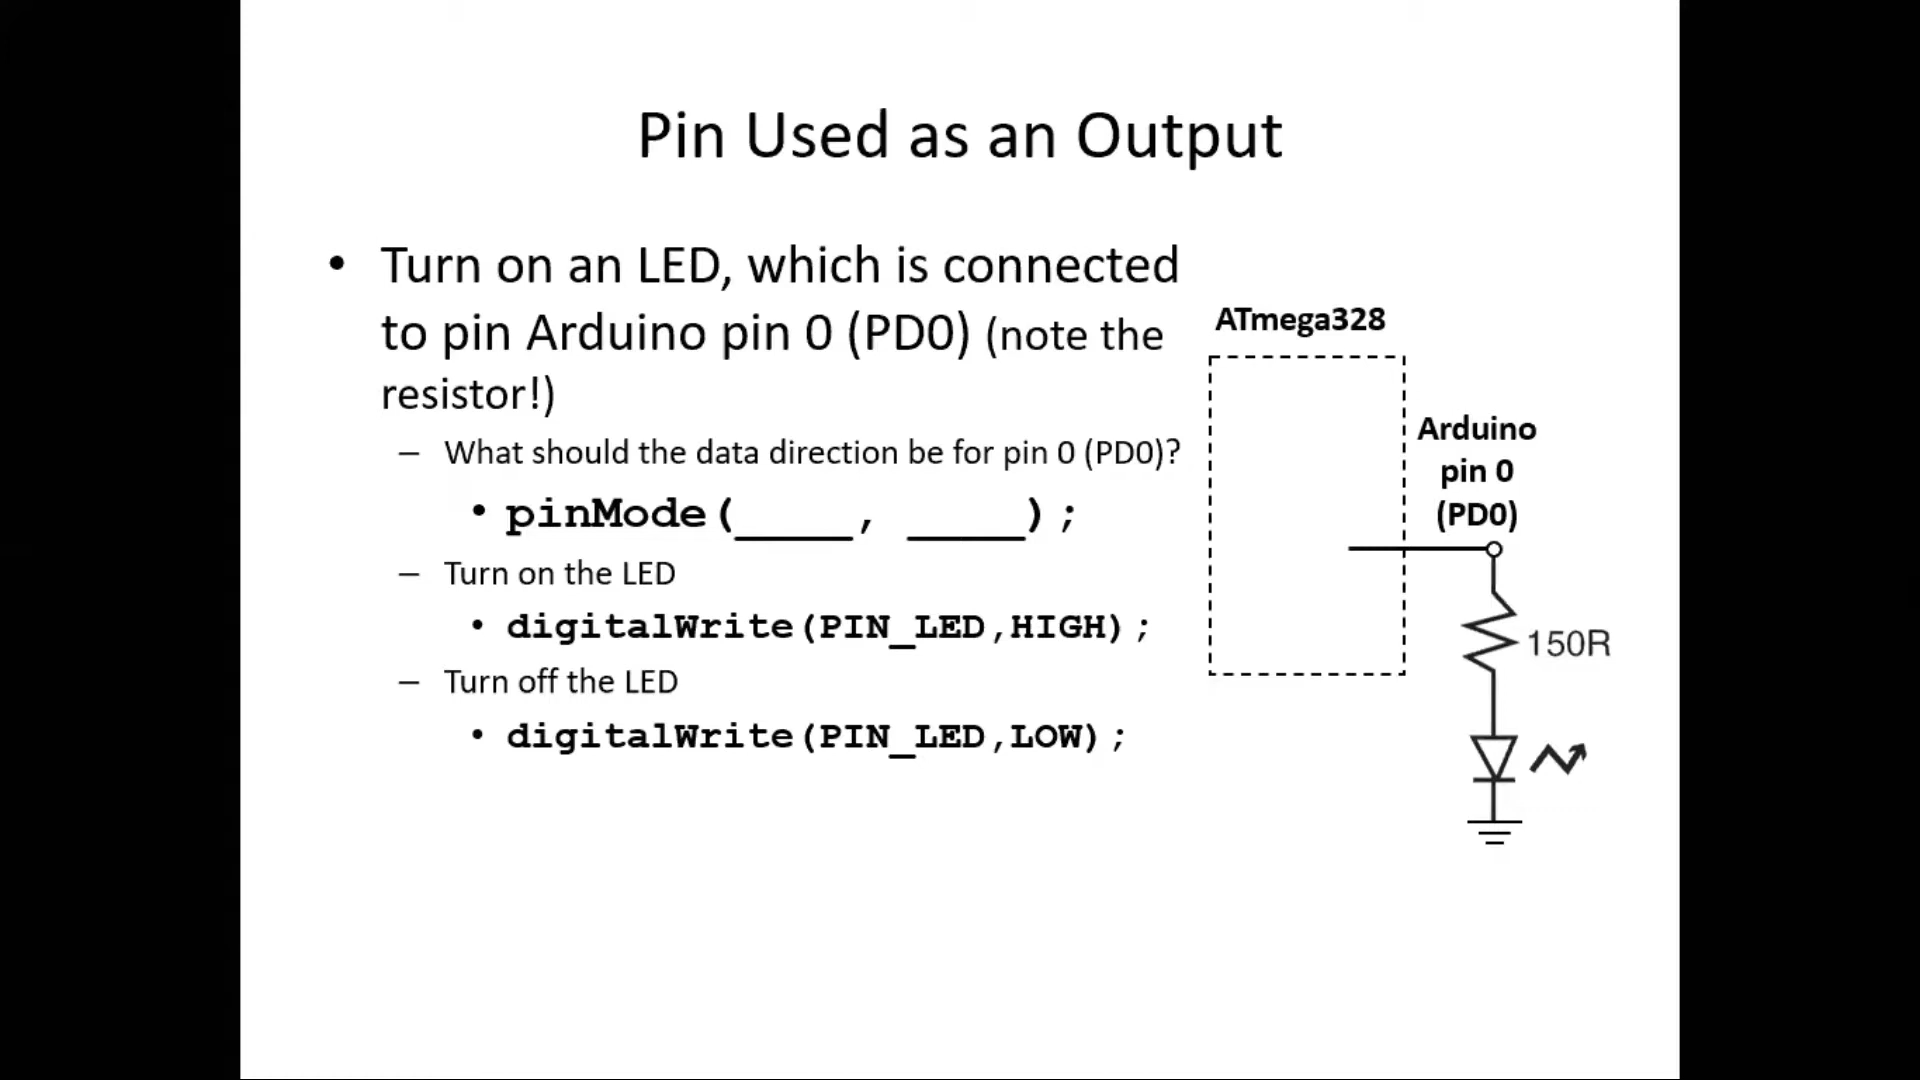 Pin Used as an Output
• Turn on an LED, which is connected
to pin Arduino pin 0 (PD0) (note the
resistor!)
– What should the data direction be for pin 0 (PD0)?
• pinMode(____, ____);
– Turn on the LED
• digitalWrite(PIN_LED,HIGH);
– Turn off the LED
• digitalWrite(PIN_LED,LOW);
ATmega328
Arduino
pin 0
(PD0)
150R